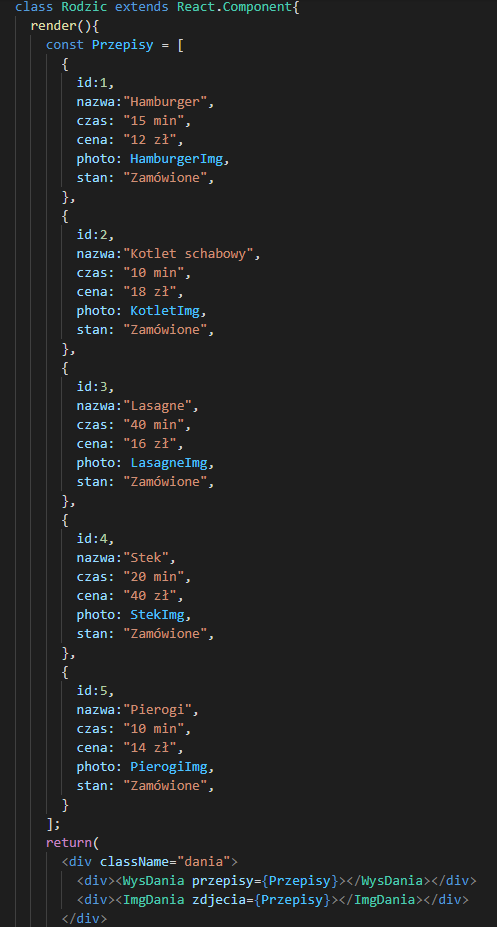 class Rodzic extends React.Component{
render(){
const Przepisy = [
{
id:1,
nazwa:"Hamburger",
czas: "15 min",
cena: "12 zł",
photo: HamburgerImg,
stan: "Zamówione",
},
{
id:2,
nazwa:"Kotlet schabowy",
czas: "10 min",
cena: "18 zł",
photo: KotletImg,
stan: "Zamówione",
},
{
id:3,
nazwa:"Lasagne",
czas: "40 min",
cena: "16 zł",
photo: LasagneImg,
stan: "Zamówione",
},
{
id:4,
nazwa:"Stek",
czas: "20 min",
cena: "40 zł",
photo: StekImg,
stan: "Zamówione",
},
{
id:5,
nazwa:"Pierogi",
czas: "10 min",
cena: "14 zł",
photo: PierogiImg,
stan: "Zamówione",
}
];
return(
<div className="dania">
<div><WysDania przepisy={Przepisy}></WysDania></div>
<div><ImgDania zdjecia={Przepisy}></ImgDania></div>
</div>